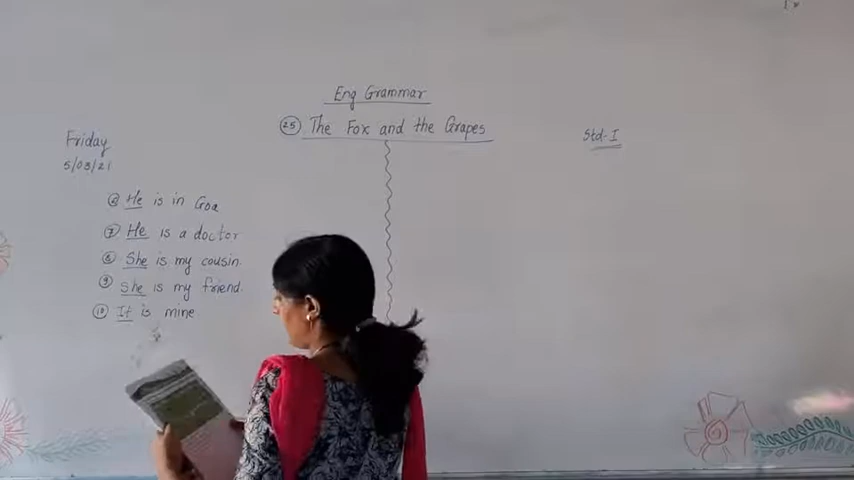 Eng Grammar
25 The Fox and the Grapes
Std-I
Friday
5/03/21
6 He is in Goa
7 He is a doctor
8 She is my cousin.
9 She is my friend.
10 It is mine